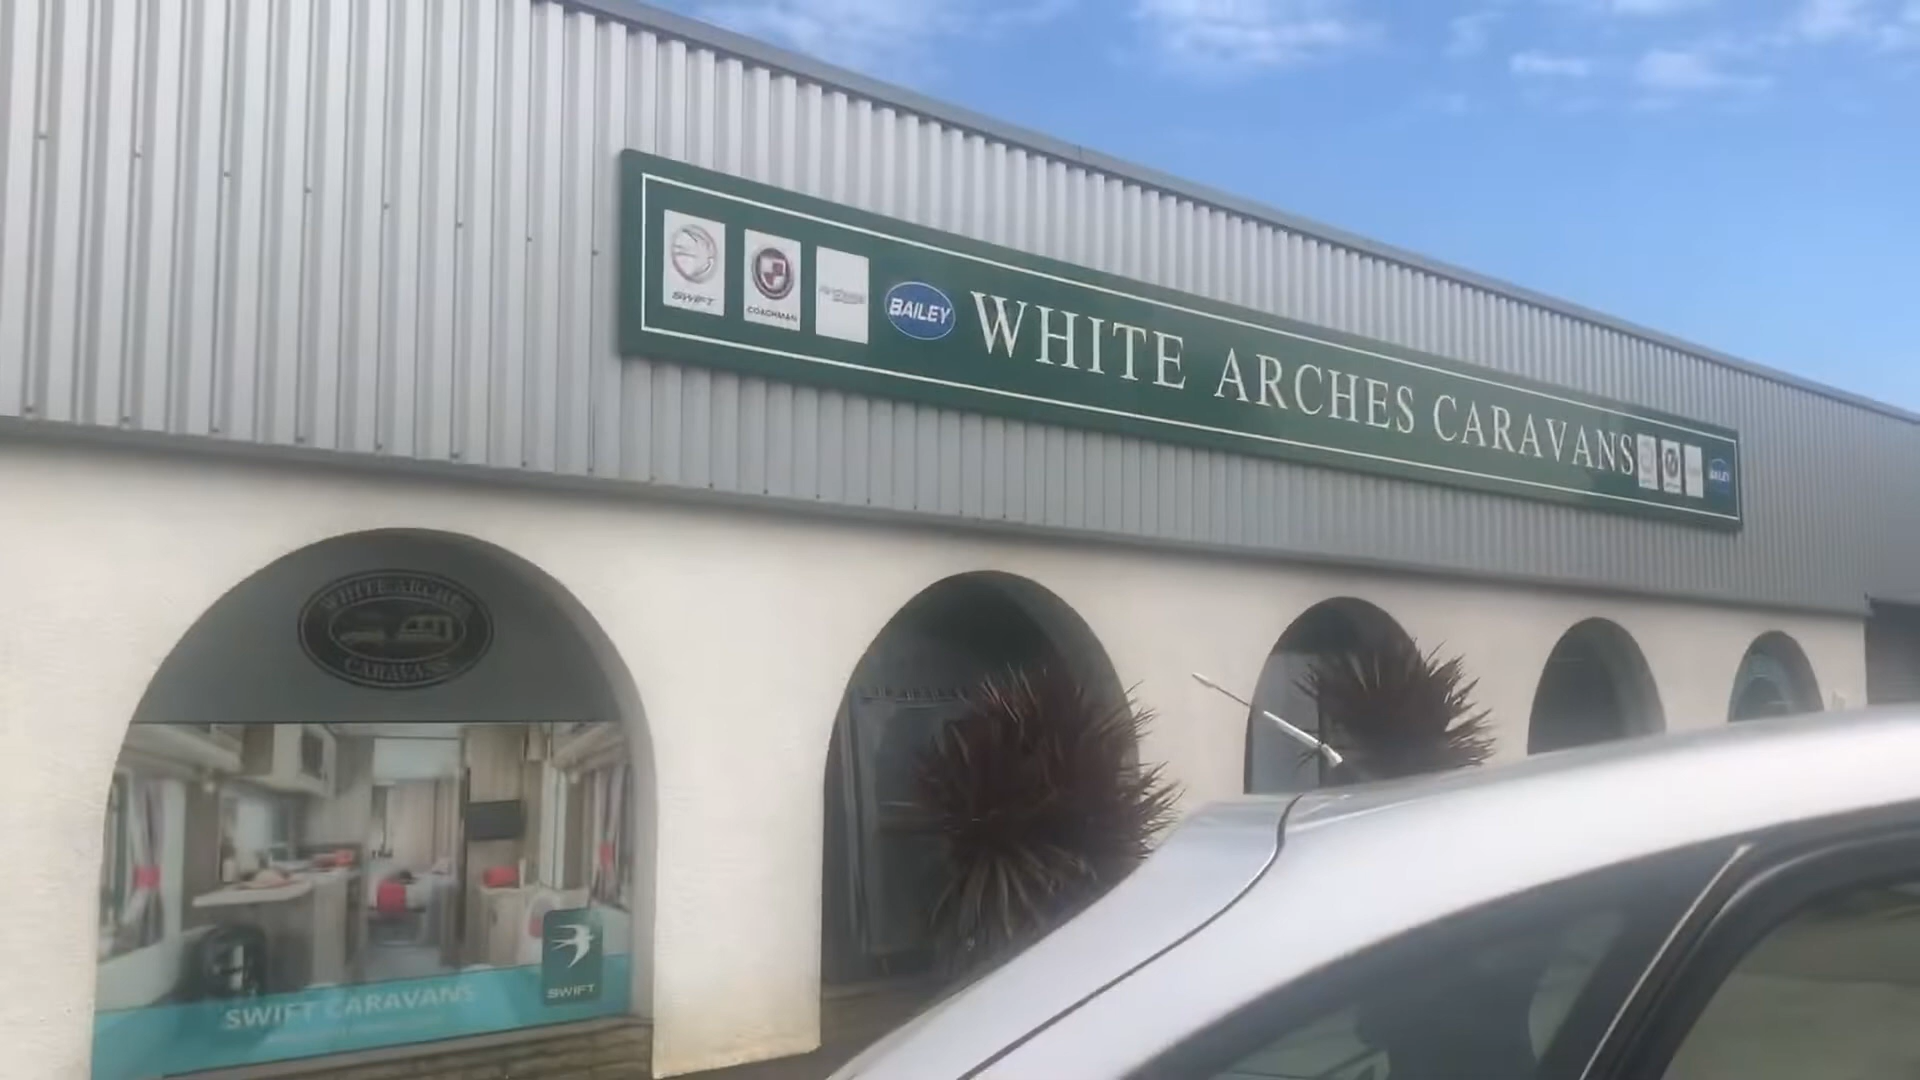 SWIFT
COACHMAN
BAILEY
WHITE ARCHES CARAVANS
BAILEY
WHITE ARCHES
CARAVANS
SWIFT CARAVANS
SWIFT